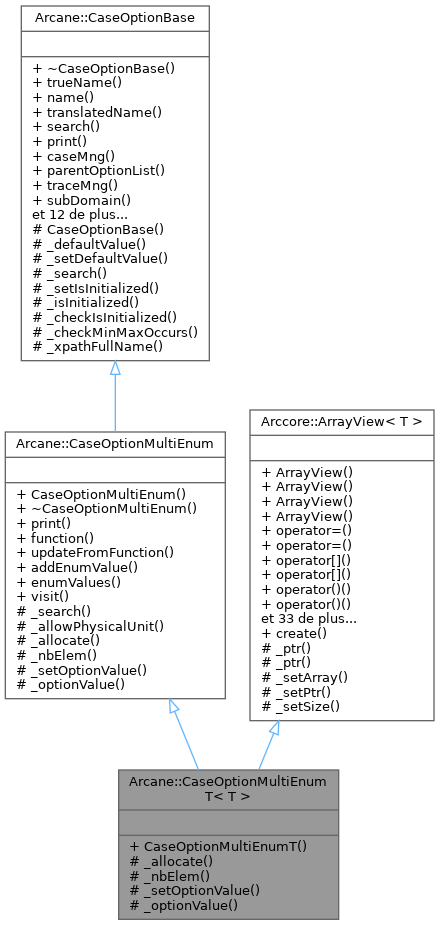 Arcane::CaseOptionBase
+ ~CaseOptionBase()
+ trueName()
+ name()
+ translatedName()
+ search()
+ print()
+ caseMng()
+ parentOptionList()
+ traceMng()
+ subDomain()
et 12 de plus...
# CaseOptionBase()
# _defaultValue()
# _setDefaultValue()
# _search()
# _setIsInitialized()
# _isInitialized()
# _checkIsInitialized()
# _checkMinMaxOccurs()
# _xpathFullName()
Arcane::CaseOptionMultiEnum
+ CaseOptionMultiEnum()
+ ~CaseOptionMultiEnum()
+ print()
+ function()
+ updateFromFunction()
+ addEnumValue()
+ enumValues()
+ visit()
# _search()
# _allowPhysicalUnit()
# _allocate()
# _nbElem()
# _setOptionValue()
# _optionValue()
Arccore::ArrayView< T >
+ ArrayView()
+ ArrayView()
+ ArrayView()
+ ArrayView()
+ operator=()
+ operator=()
+ operator[]()
+ operator[]()
+ operator()()
+ operator()()
et 33 de plus...
+ create()
# _ptr()
# _ptr()
# _setArray()
# _setPtr()
# _setSize()
Arcane::CaseOptionMultiEnum
T< T >
+ CaseOptionMultiEnumT()
# _allocate()
# _nbElem()
# _setOptionValue()
# _optionValue()